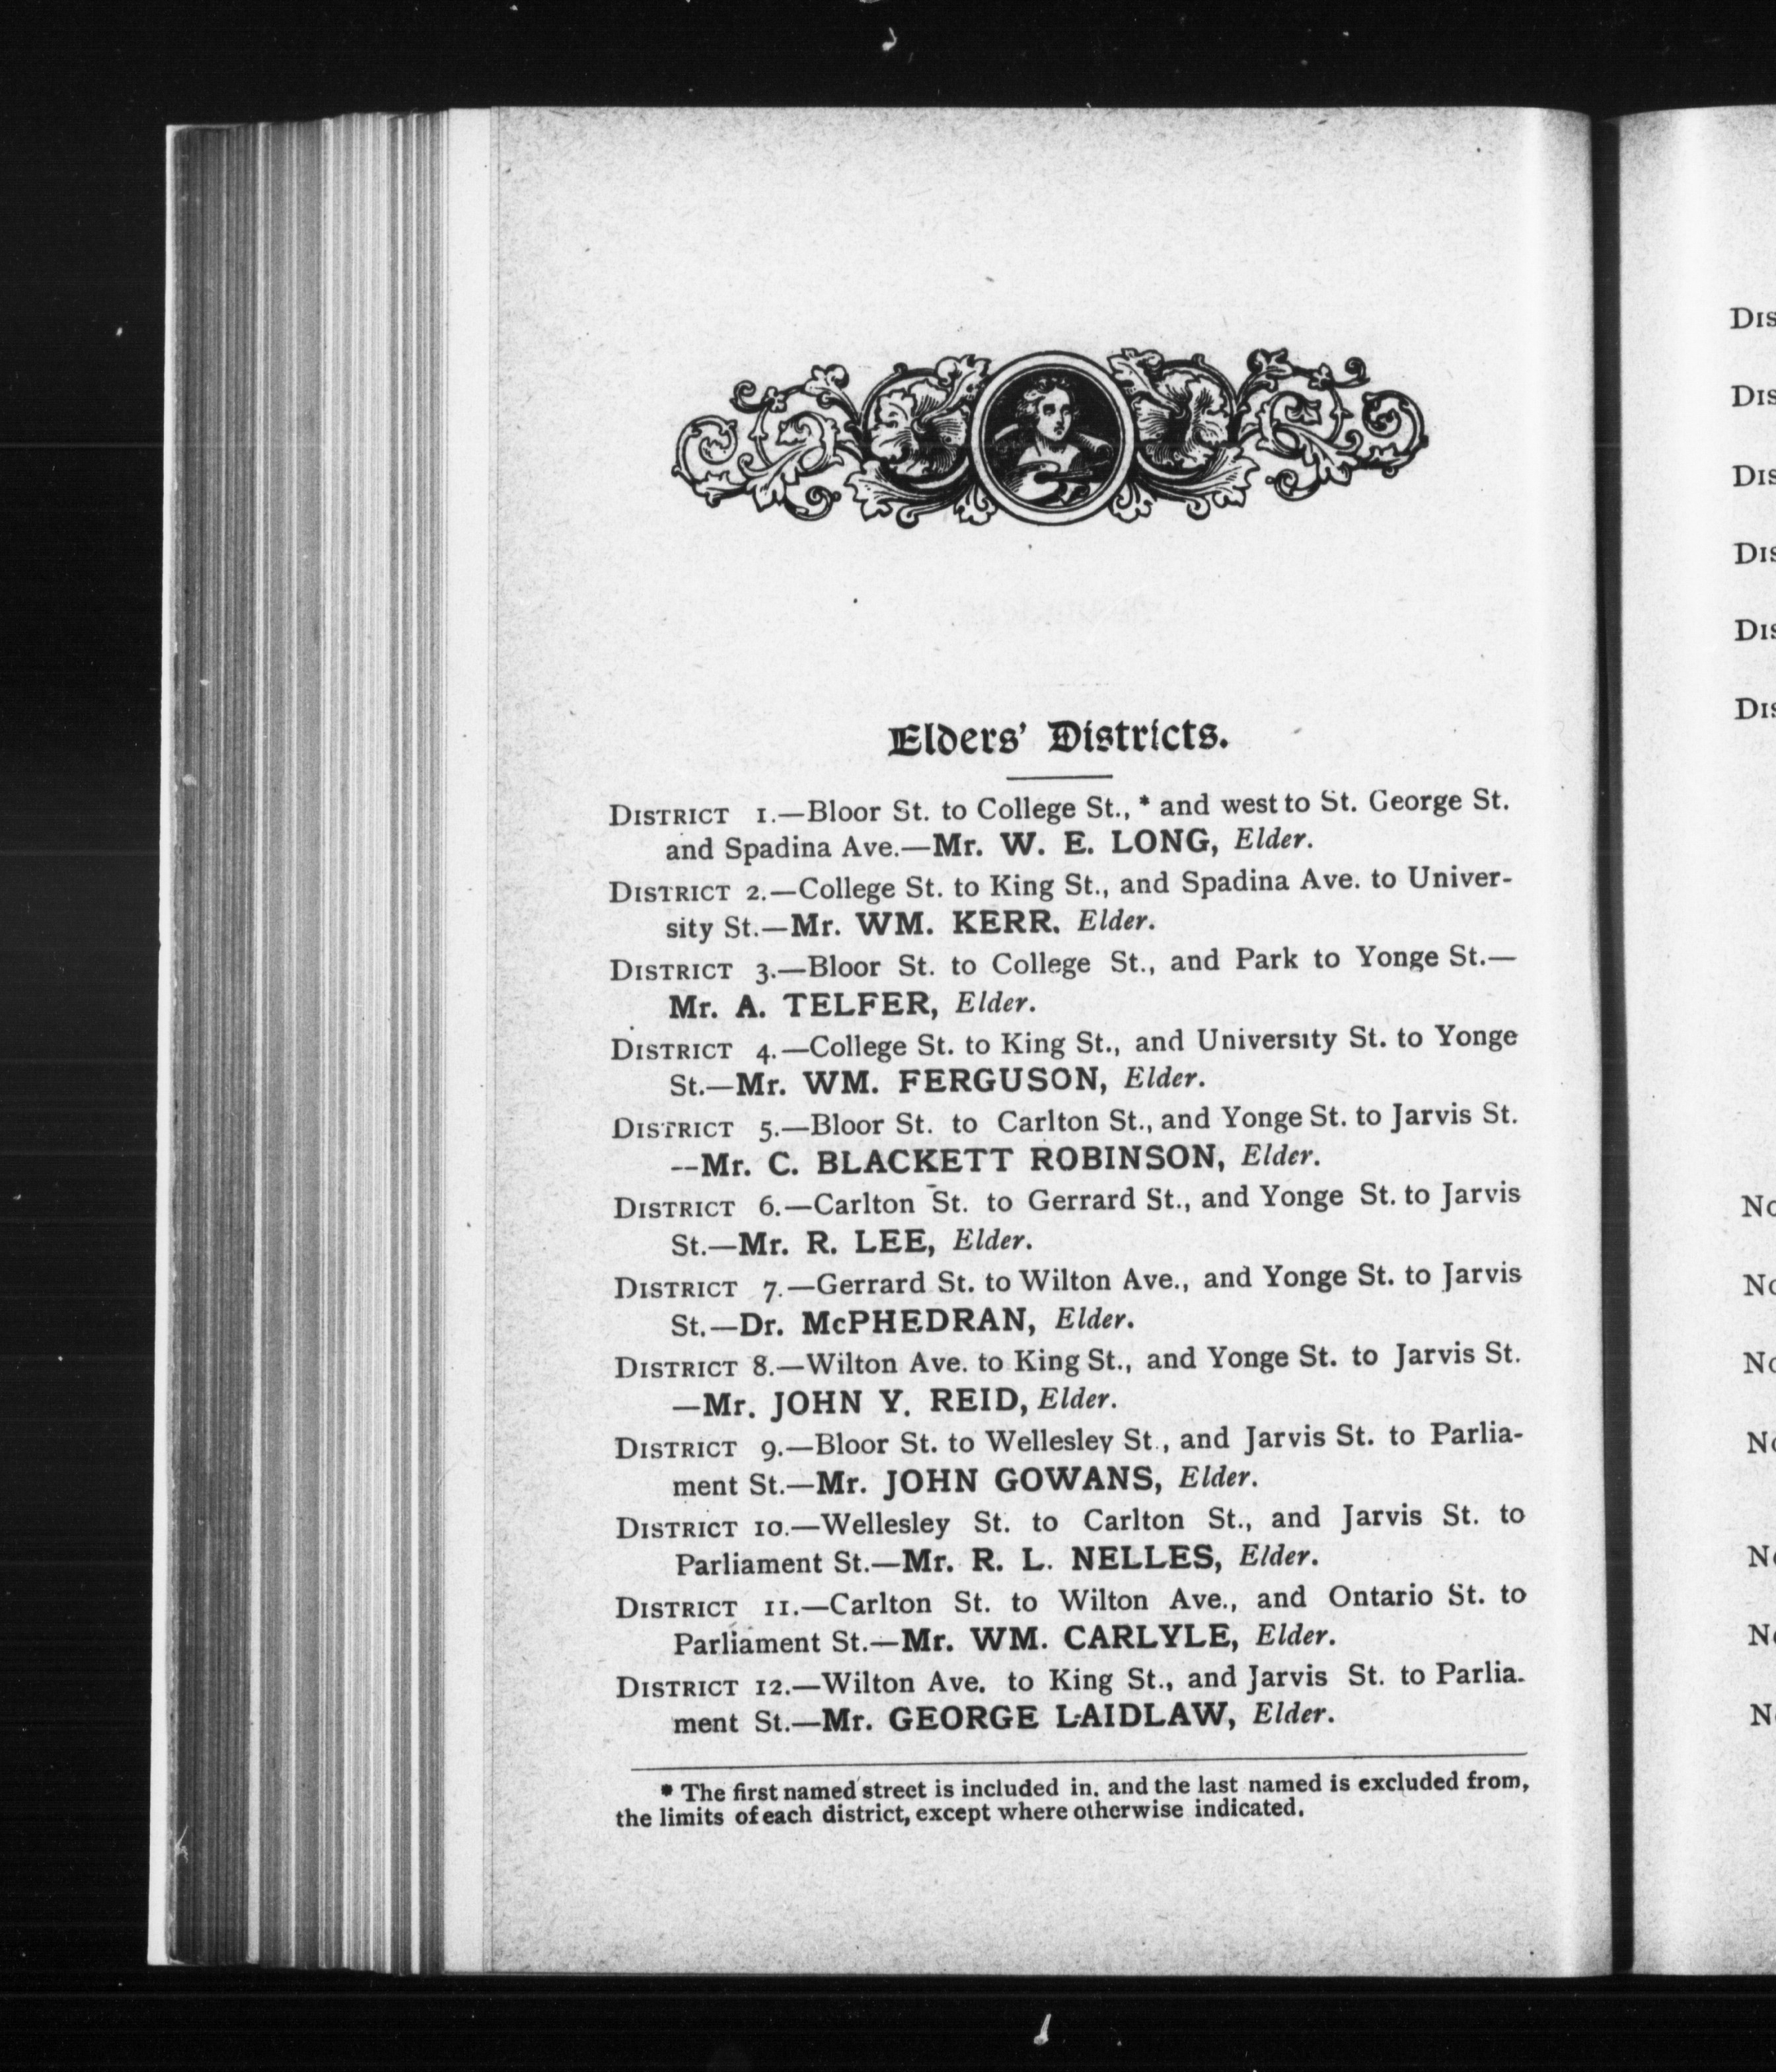 Elders' Districts.
DISTRICT 1.—Bloor St. to College St., * and west to St. George St.
and Spadina Ave.—Mr. W. E. LONG, Elder.
DISTRICT 2.—College St. to King St., and Spadina Ave. to Univer-
sity St.—Mr. WM. KERR. Elder.
DISTRICT 3.—Bloor St. to College St., and Park to Yonge St.—
Mr. A. TELFER, Elder.
DISTRICT 4.—College St. to King St., and University St. to Yonge
St.—Mr. WM. FERGUSON, Elder.
DISTRICT 5.—Bloor St. to Carlton St., and Yonge St. to Jarvis St.
--Mr. C. BLACKETT ROBINSON, Elder.
DISTRICT 6.—Carlton St. to Gerrard St., and Yonge St. to Jarvis
St.—Mr. R. LEE, Elder.
DISTRICT 7.—Gerrard St. to Wilton Ave., and Yonge St. to Jarvis
St.—Dr. McPHEDRAN, Elder.
DISTRICT 8.—Wilton Ave. to King St., and Yonge St. to Jarvis St.
—Mr. JOHN Y. REID, Elder.
DISTRICT 9.—Bloor St. to Wellesley St., and Jarvis St. to Parlia-
ment St.—Mr. JOHN GOWANS, Elder.
DISTRICT 10.—Wellesley St. to Carlton St., and Jarvis St. to
Parliament St.—Mr. R. L. NELLES, Elder.
DISTRICT 11.—Carlton St. to Wilton Ave., and Ontario St. to
Parliament St.—Mr. WM. CARLYLE, Elder.
DISTRICT 12.—Wilton Ave. to King St., and Jarvis St. to Parlia-
ment St.—Mr. GEORGE LAIDLAW, Elder.
* The first named street is included in. and the last named is excluded from,
the limits of each district, except where otherwise indicated.